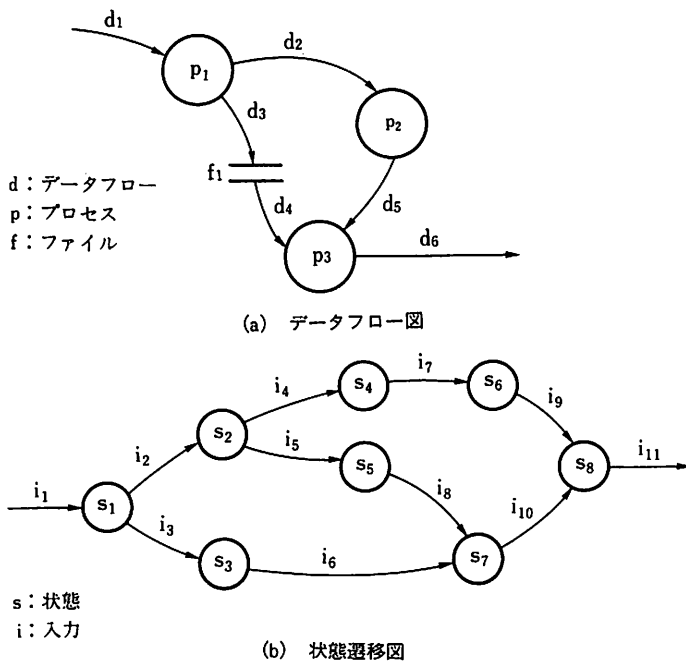 d1
d2
p1
d3
p2
f1
d4
d5
d：データフロー
p：プロセス
f：ファイル
p3
d6
(a) データフロー図
i4
s4
i7
s6
i9
i2
s2
i5
s5
s8
i11
i1
s1
i8
i10
i3
s3
i6
s7
s：状態
i：入力
(b) 状態遷移図